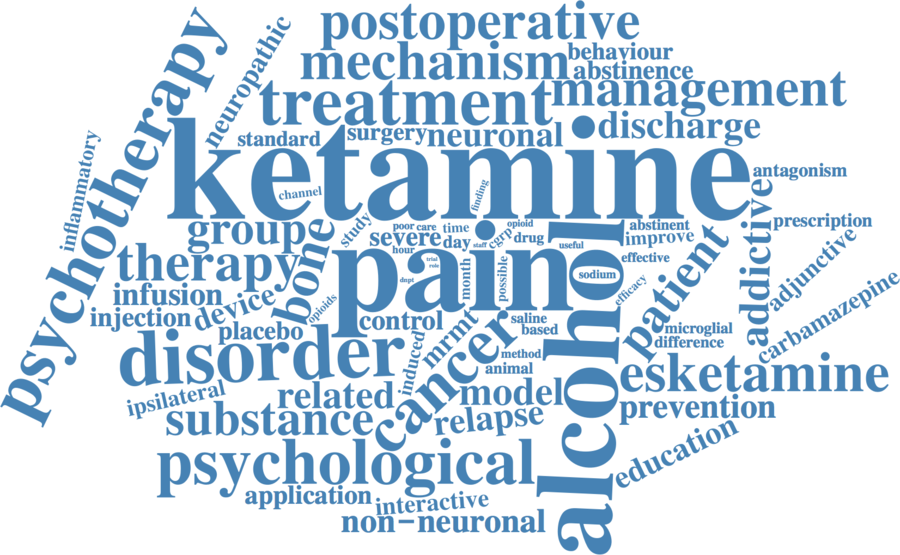 postoperative
mechanism
behaviour
abstinence
neuropathic
psychotherapy
treatment
management
standard
surgery
neuronal
discharge
inflammatory
ketamine
channel
finding
antagonism
groupe
study
poor
care
time
opioid
abstinent
prescription
severe
day
staff
cgrp
drug
useful
improve
hour
bone
pain
therapy
trial
role
month
possible
effective
sodium
addictive
adjunctive
patient
infusion
device
opioids
dnpt
efficacy
injection
placebo
control
saline
based
alcohol
microglial
difference
carbamazepine
disorder
induced
mrmt
cancer
method
animal
esketamine
ipsilateral
related
model
substance
relapse
prevention
psychological
education
application
interactive
non-neuronal